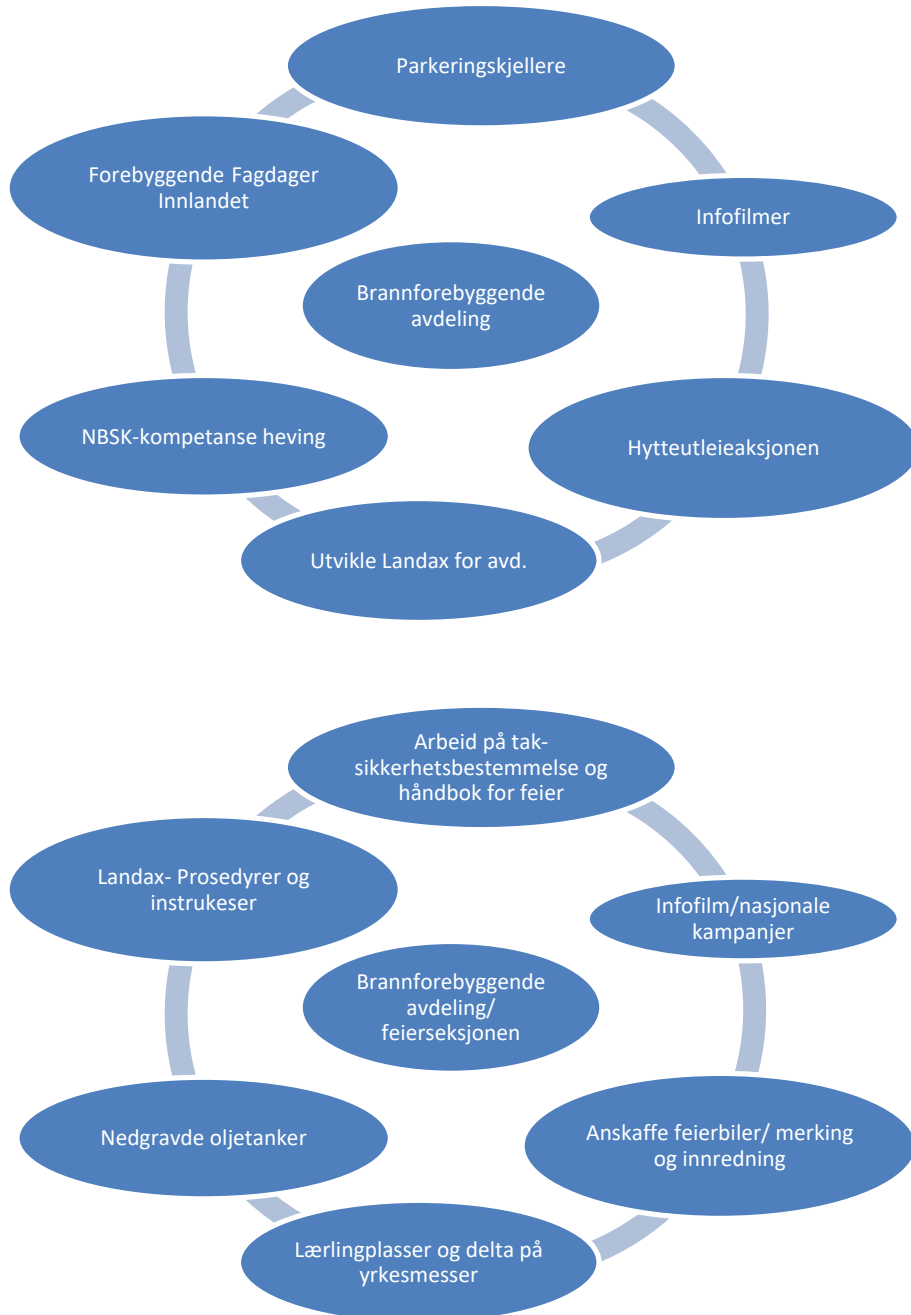 Parkeringskjellere
Forebyggende Fagdager
Innlandet
Infofilmer
Brannforebyggende
avdeling
NBSK-kompetanse heving
Hytteutleieaksjonen
Utvikle Landax for avd.
Arbeid på tak-
sikkerhetsbestemmelse og
håndbok for feier
Landax- Prosedyrer og
instrukeser
Infofilm/nasjonale
kampanjer
Brannforebyggende
avdeling/
feierseksjonen
Nedgravde oljetanker
Anskaffe feierbiler/ merking
og innredning
Lærlingplasser og delta på
yrkesmesser